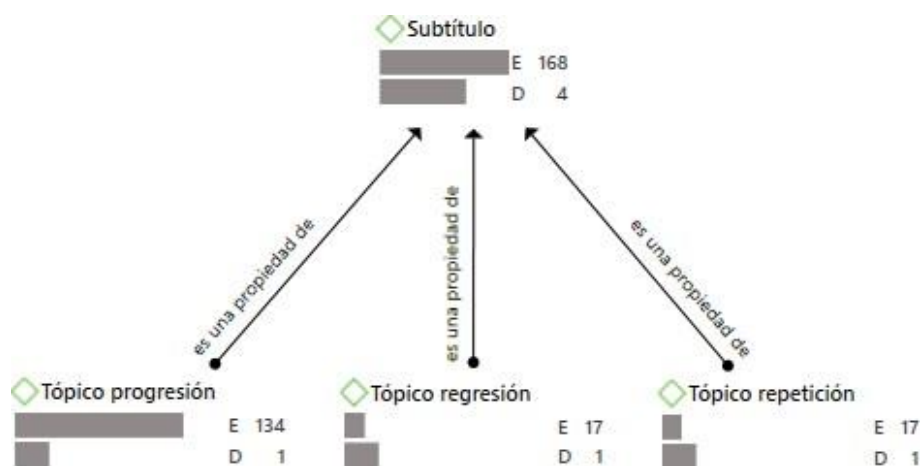 Subtítulo
E 168
D 4
es una propiedad de
es una propiedad de
es una propiedad de
Tópico progresión
E 134
D 1
Tópico regresión
E 17
D 1
Tópico repetición
E 17
D 1